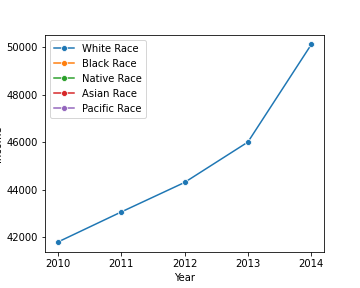 50000
48000
46000
44000
42000
White Race
Black Race
Native Race
Asian Race
Pacific Race
2010 2011 2012 2013 2014
Year